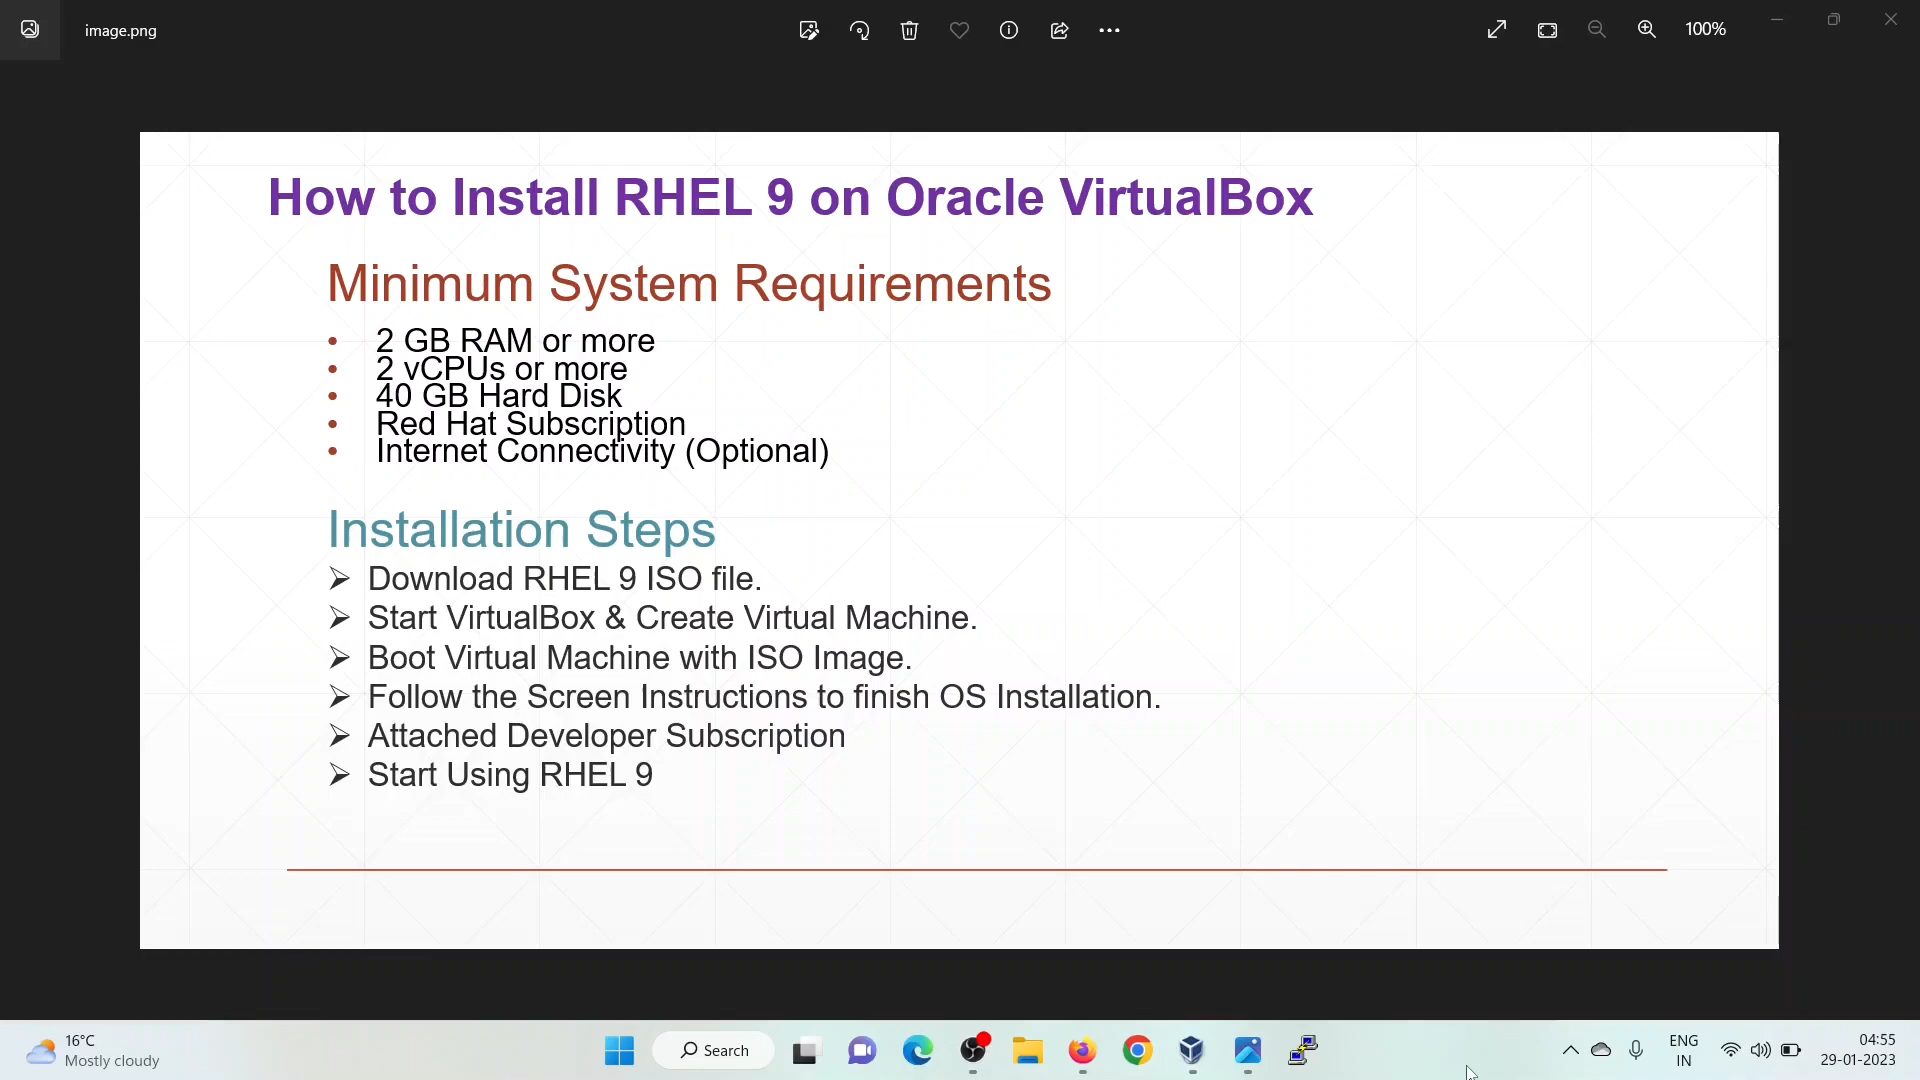 image.png
100%
How to Install RHEL 9 on Oracle VirtualBox
Minimum System Requirements
• 2 GB RAM or more
• 2 vCPUs or more
• 40 GB Hard Disk
• Red Hat Subscription
• Internet Connectivity (Optional)
Installation Steps
➢ Download RHEL 9 ISO file.
➢ Start VirtualBox & Create Virtual Machine.
➢ Boot Virtual Machine with ISO Image.
➢ Follow the Screen Instructions to finish OS Installation.
➢ Attached Developer Subscription
➢ Start Using RHEL 9
16°C
Mostly cloudy
Search
ENG
IN
04:55
29-01-2023